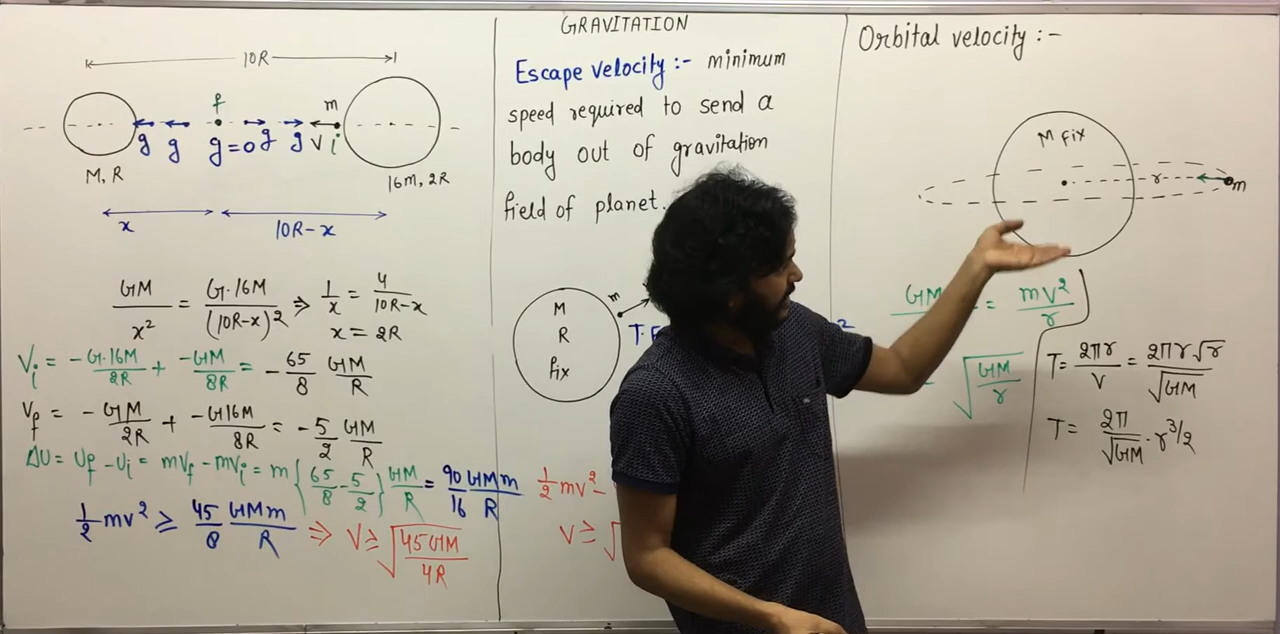 10R
f
m
g g g=0 g g V i
M, R
16M, 2R
x
10R-x
GM/x² = G·16M/(10R-x)² ⇒ 1/x = 4/10R-x
x = 2R
Vi = -G·16M/2R + -GM/8R = -65/8 GM/R
Vf = -GM/2R + -G16M/8R = -5/2 GM/R
ΔU = Uf - Ui = mVf - mVi = m{65/8 - 5/2}GM/R = 90/16 GMm/R
1/2 mv² ≥ 45/8 GMm/R ⇒ V ≥ √45GM/4R
GRAVITATION
Escape velocity :- minimum
speed required to send a
body out of gravitation
field of planet.
M
R
fix
m
T.E
2
1/2 mv² -
V ≥ √
Orbital velocity :-
M fix
r
m
GM = mv²/r
√GM/r
T = 2πr/V = 2πr√r/√GM
T = 2π/√GM · r^3/2